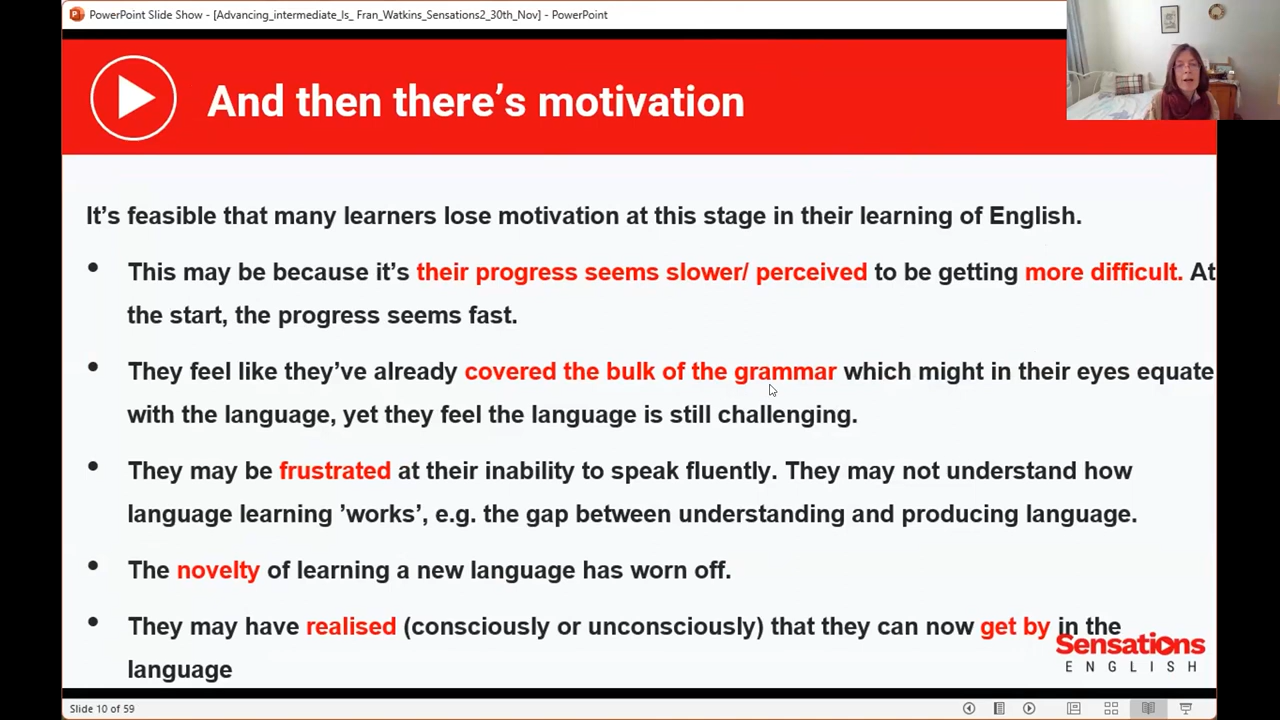 PowerPoint Slide Show - [Advancing_intermediate_ls_ Fran_Watkins_Sensations2_30th_Nov] - PowerPoint
And then there's motivation
It's feasible that many learners lose motivation at this stage in their learning of English.
• This may be because it's their progress seems slower/ perceived to be getting more difficult. At
the start, the progress seems fast.
• They feel like they've already covered the bulk of the grammar which might in their eyes equate
with the language, yet they feel the language is still challenging.
• They may be frustrated at their inability to speak fluently. They may not understand how
language learning 'works', e.g. the gap between understanding and producing language.
• The novelty of learning a new language has worn off.
• They may have realised (consciously or unconsciously) that they can now get by in the
language
Sensations
ENGLISH
Slide 10 of 59